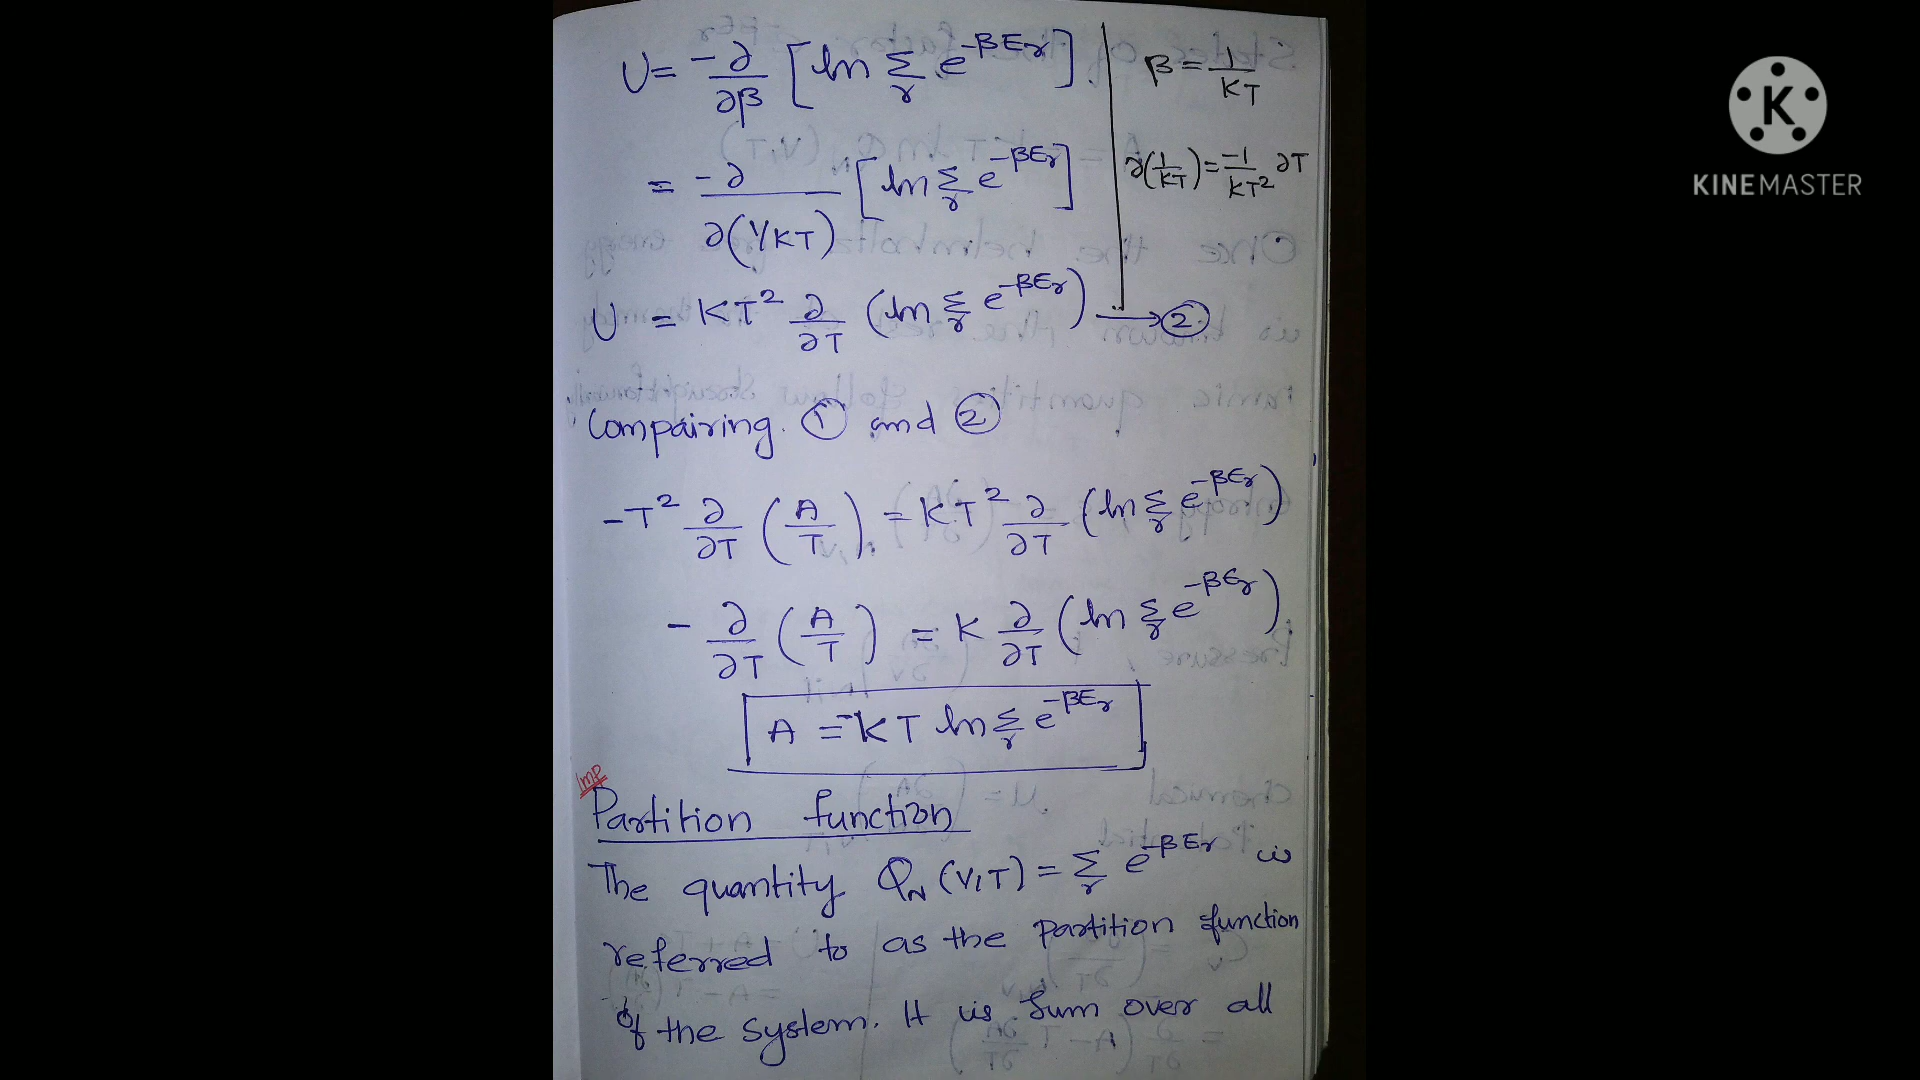 U = -∂/∂β [ln Σ_r e^{-βE_r}]
β = 1/KT
= -∂/∂(1/KT) [ln Σ_r e^{-βE_r}]
∂(1/KT) = -1/KT² ∂T
U = KT² ∂/∂T (ln Σ_r e^{-βE_r}) → ②
Compairing ① and ②
-T² ∂/∂T (A/T) = KT² ∂/∂T (ln Σ_r e^{-βE_r})
- ∂/∂T (A/T) = K ∂/∂T (ln Σ_r e^{-βE_r})
A = -KT ln Σ_r e^{-βE_r}
Imp
Partition function
The quantity Q_N (V,T) = Σ_r e^{-βE_r} is
referred to as the partition function
of the system. It is Sum over all
K
KINEMASTER